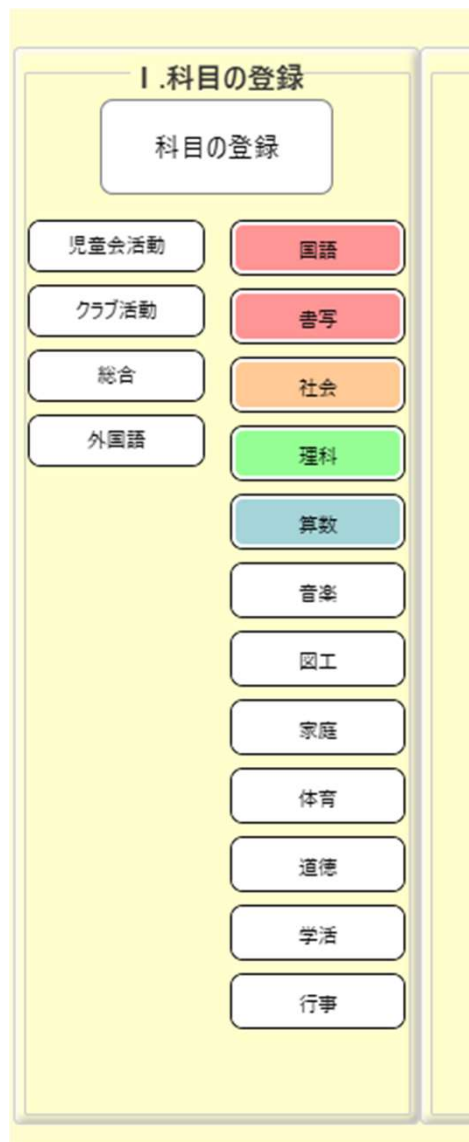 Ⅰ.科目の登録
科目の登録
児童会活動
クラブ活動
総合
外国語
国語
書写
社会
理科
算数
音楽
図工
家庭
体育
道徳
学活
行事